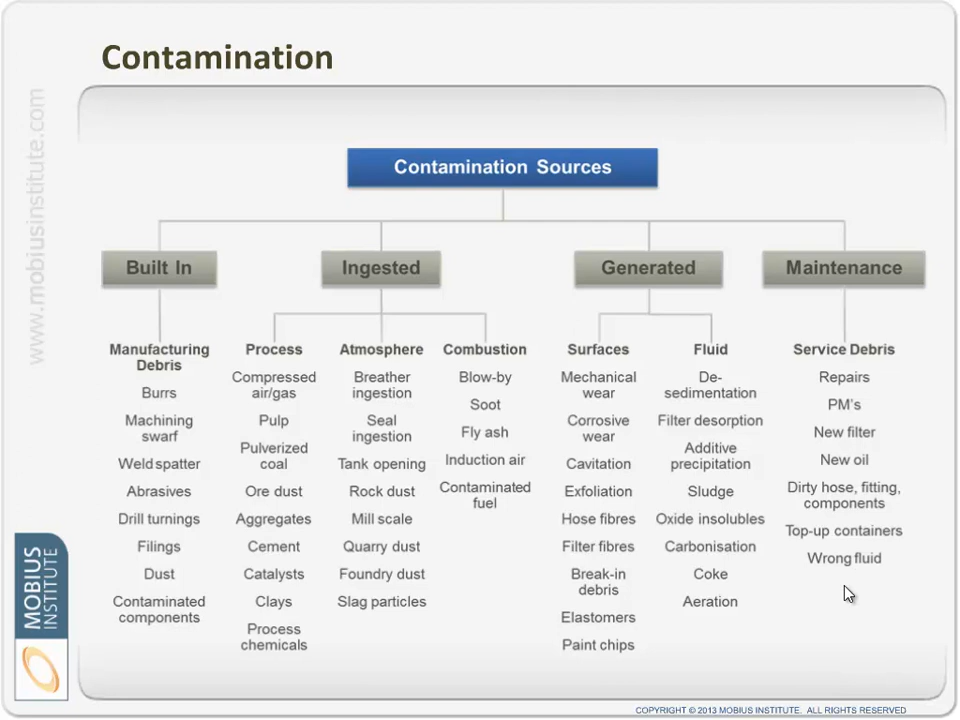 Contamination
www.mobiusinstitute.com
Contamination Sources
Built In
Ingested
Generated
Maintenance
Manufacturing
Debris
Burrs
Machining
swarf
Weld spatter
Abrasives
Drill turnings
Filings
Dust
Contaminated
components
Process
Compressed
air/gas
Pulp
Pulverized
coal
Ore dust
Aggregates
Cement
Catalysts
Clays
Process
chemicals
Atmosphere
Breather
ingestion
Seal
ingestion
Tank opening
Rock dust
Mill scale
Quarry dust
Foundry dust
Slag particles
Combustion
Blow-by
Soot
Fly ash
Induction air
Contaminated
fuel
Surfaces
Mechanical
wear
Corrosive
wear
Cavitation
Exfoliation
Hose fibres
Filter fibres
Break-in
debris
Elastomers
Paint chips
Fluid
De-
sedimentation
Filter desorption
Additive
precipitation
Sludge
Oxide insolubles
Carbonisation
Coke
Aeration
Service Debris
Repairs
PM's
New filter
New oil
Dirty hose, fitting,
components
Top-up containers
Wrong fluid
MOBIUS
INSTITUTE
COPYRIGHT © 2013 MOBIUS INSTITUTE. ALL RIGHTS RESERVED